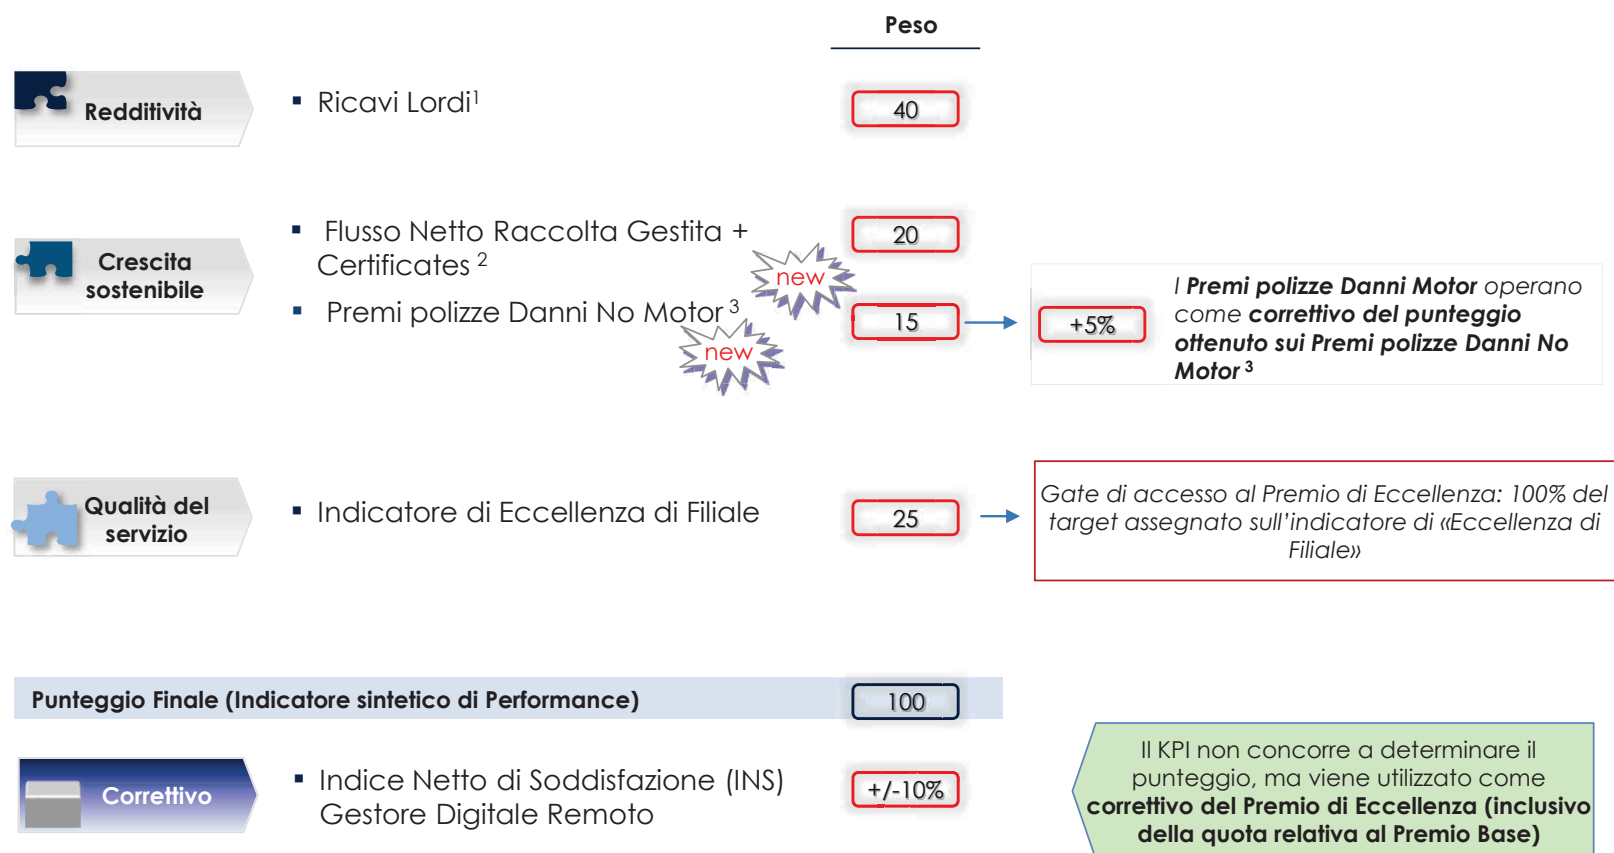 Peso
Redditività
▪ Ricavi Lordi¹
40
Crescita
sostenibile
▪ Flusso Netto Raccolta Gestita +
Certificates ²
new
20
▪ Premi polizze Danni No Motor ³
new
15
+5%
I Premi polizze Danni Motor operano
come correttivo del punteggio
ottenuto sui Premi polizze Danni No
Motor ³
Qualità del
servizio
▪ Indicatore di Eccellenza di Filiale
25
Gate di accesso al Premio di Eccellenza: 100% del
target assegnato sull’indicatore di «Eccellenza di
Filiale»
Punteggio Finale (Indicatore sintetico di Performance)
100
Correttivo
▪ Indice Netto di Soddisfazione (INS)
Gestore Digitale Remoto
+/-10%
Il KPI non concorre a determinare il
punteggio, ma viene utilizzato come
correttivo del Premio di Eccellenza (inclusivo
della quota relativa al Premio Base)